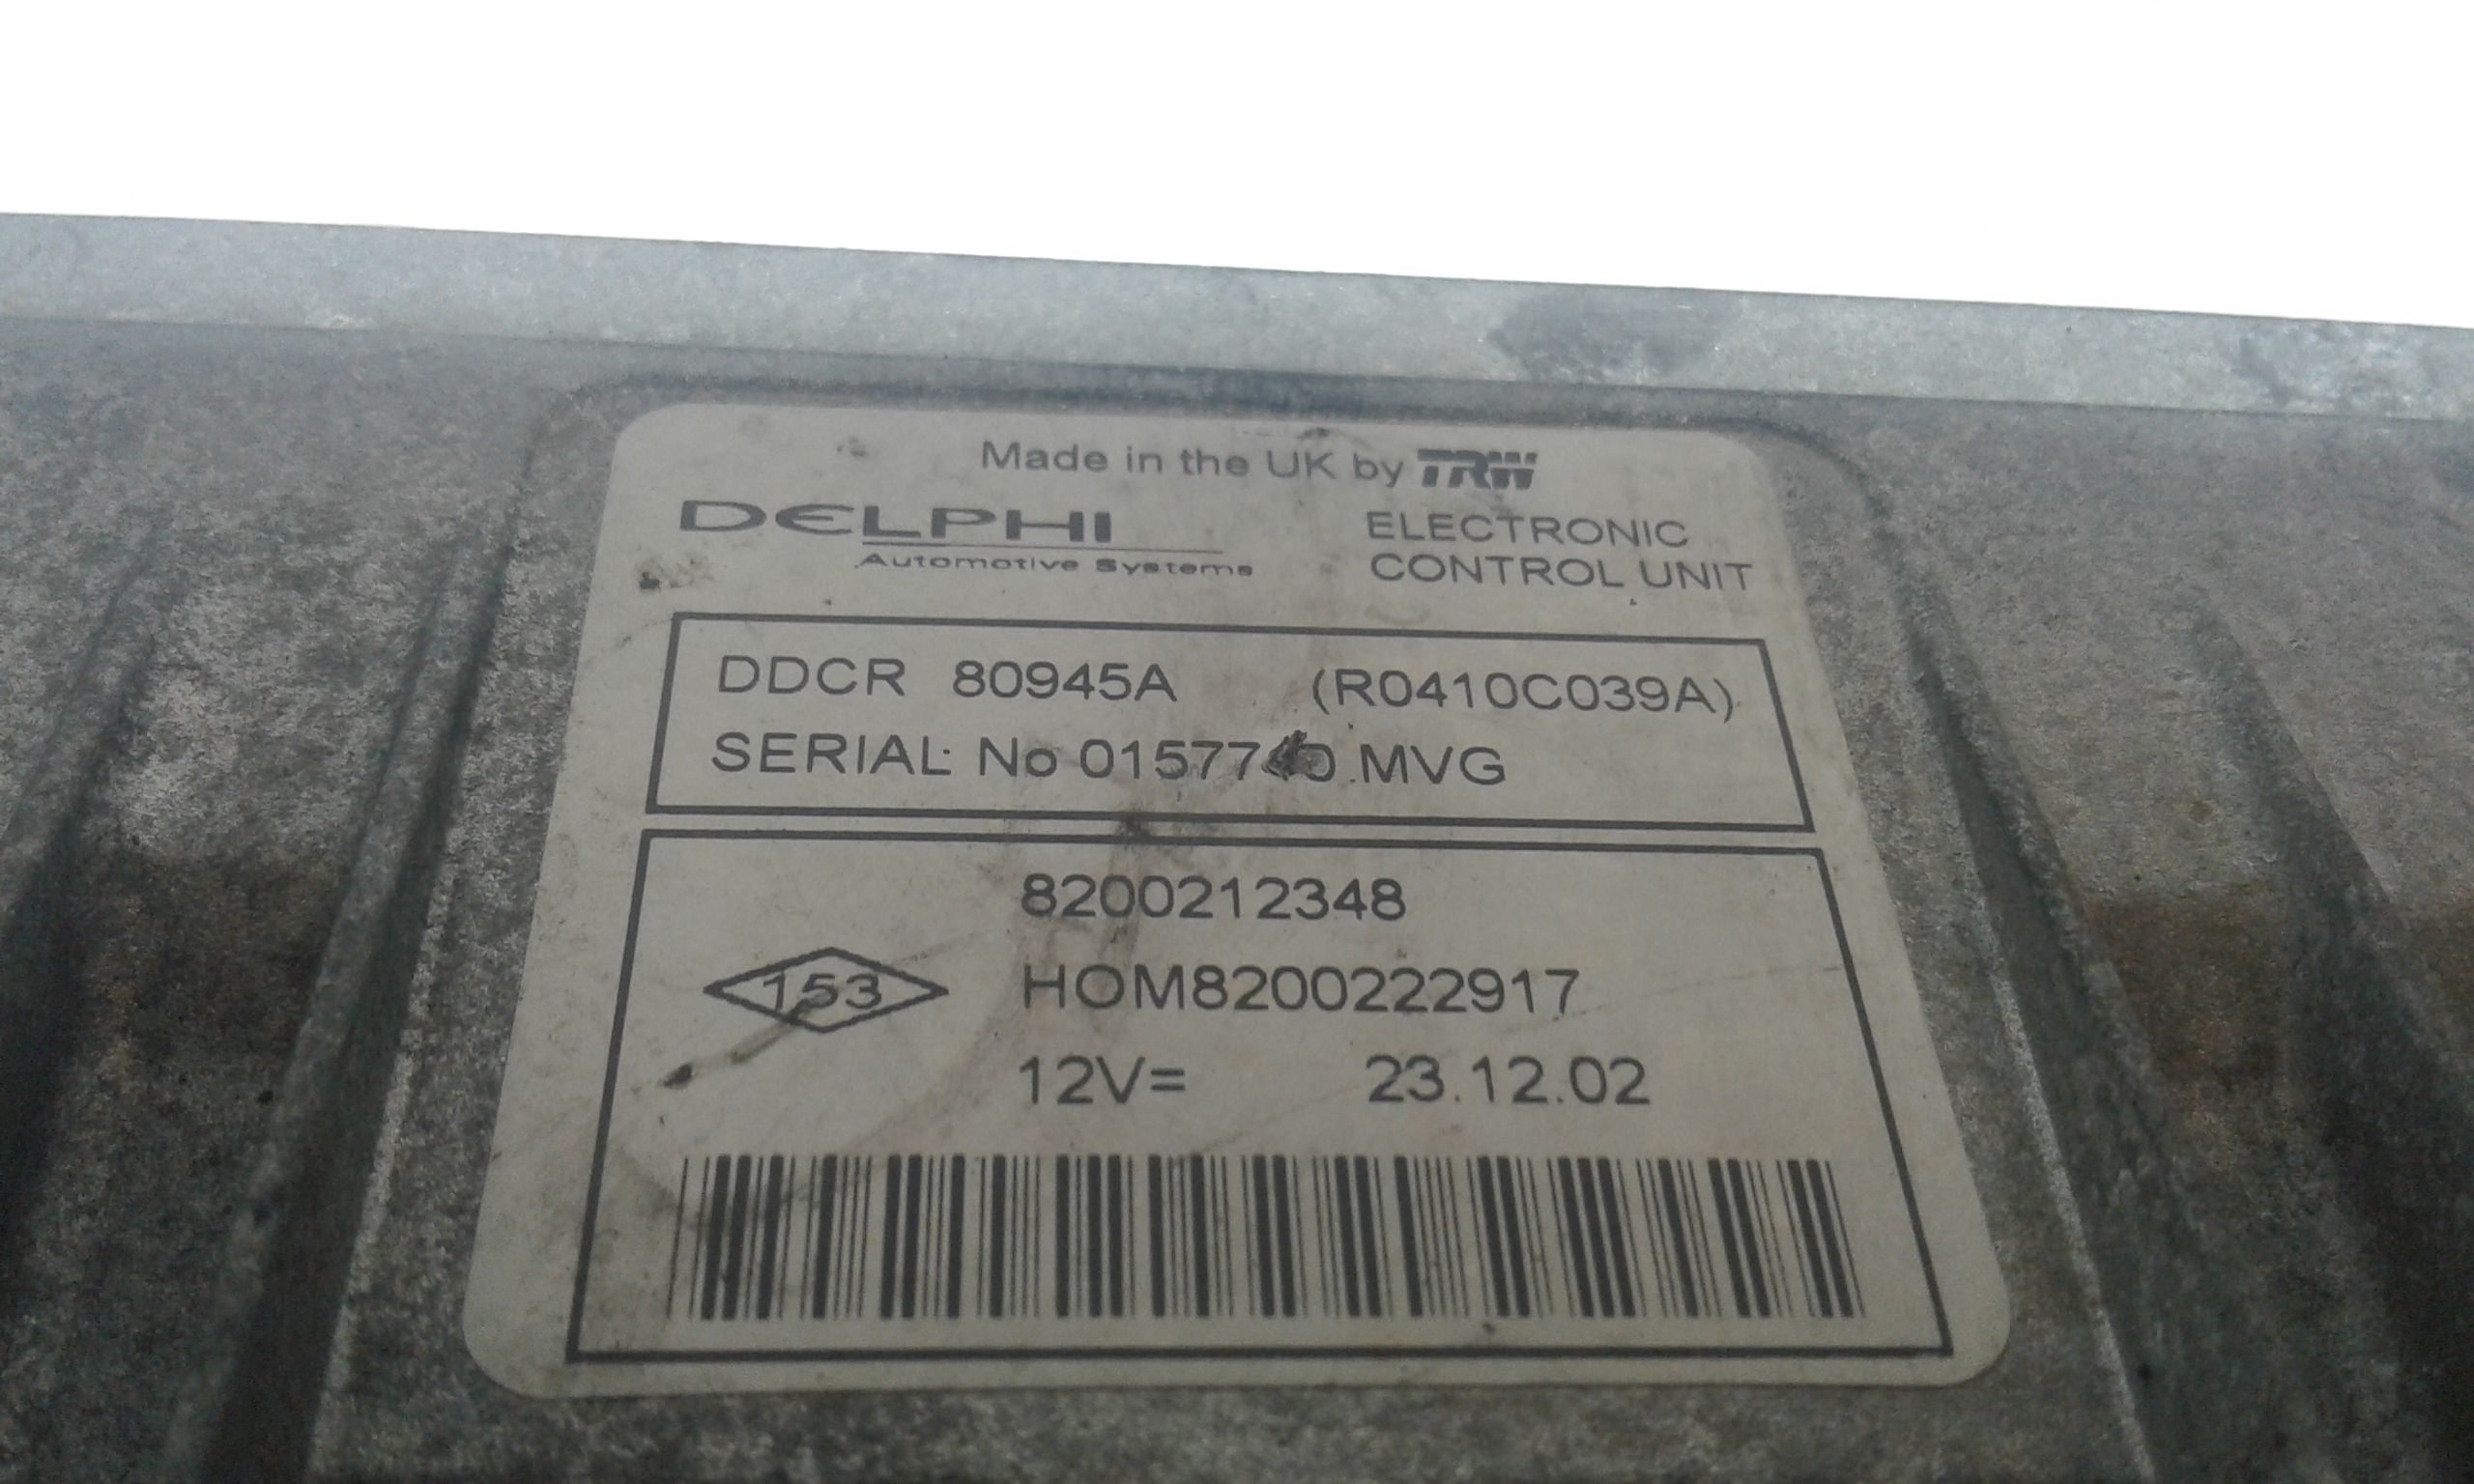 Made in the UK by TRW
DELPHI
Automotive Systems
ELECTRONIC
CONTROL UNIT
DDCR 80945A (R0410C039A)
SERIAL No MVG
8200212348
153 HOM8200222917
12V= 23.12.02